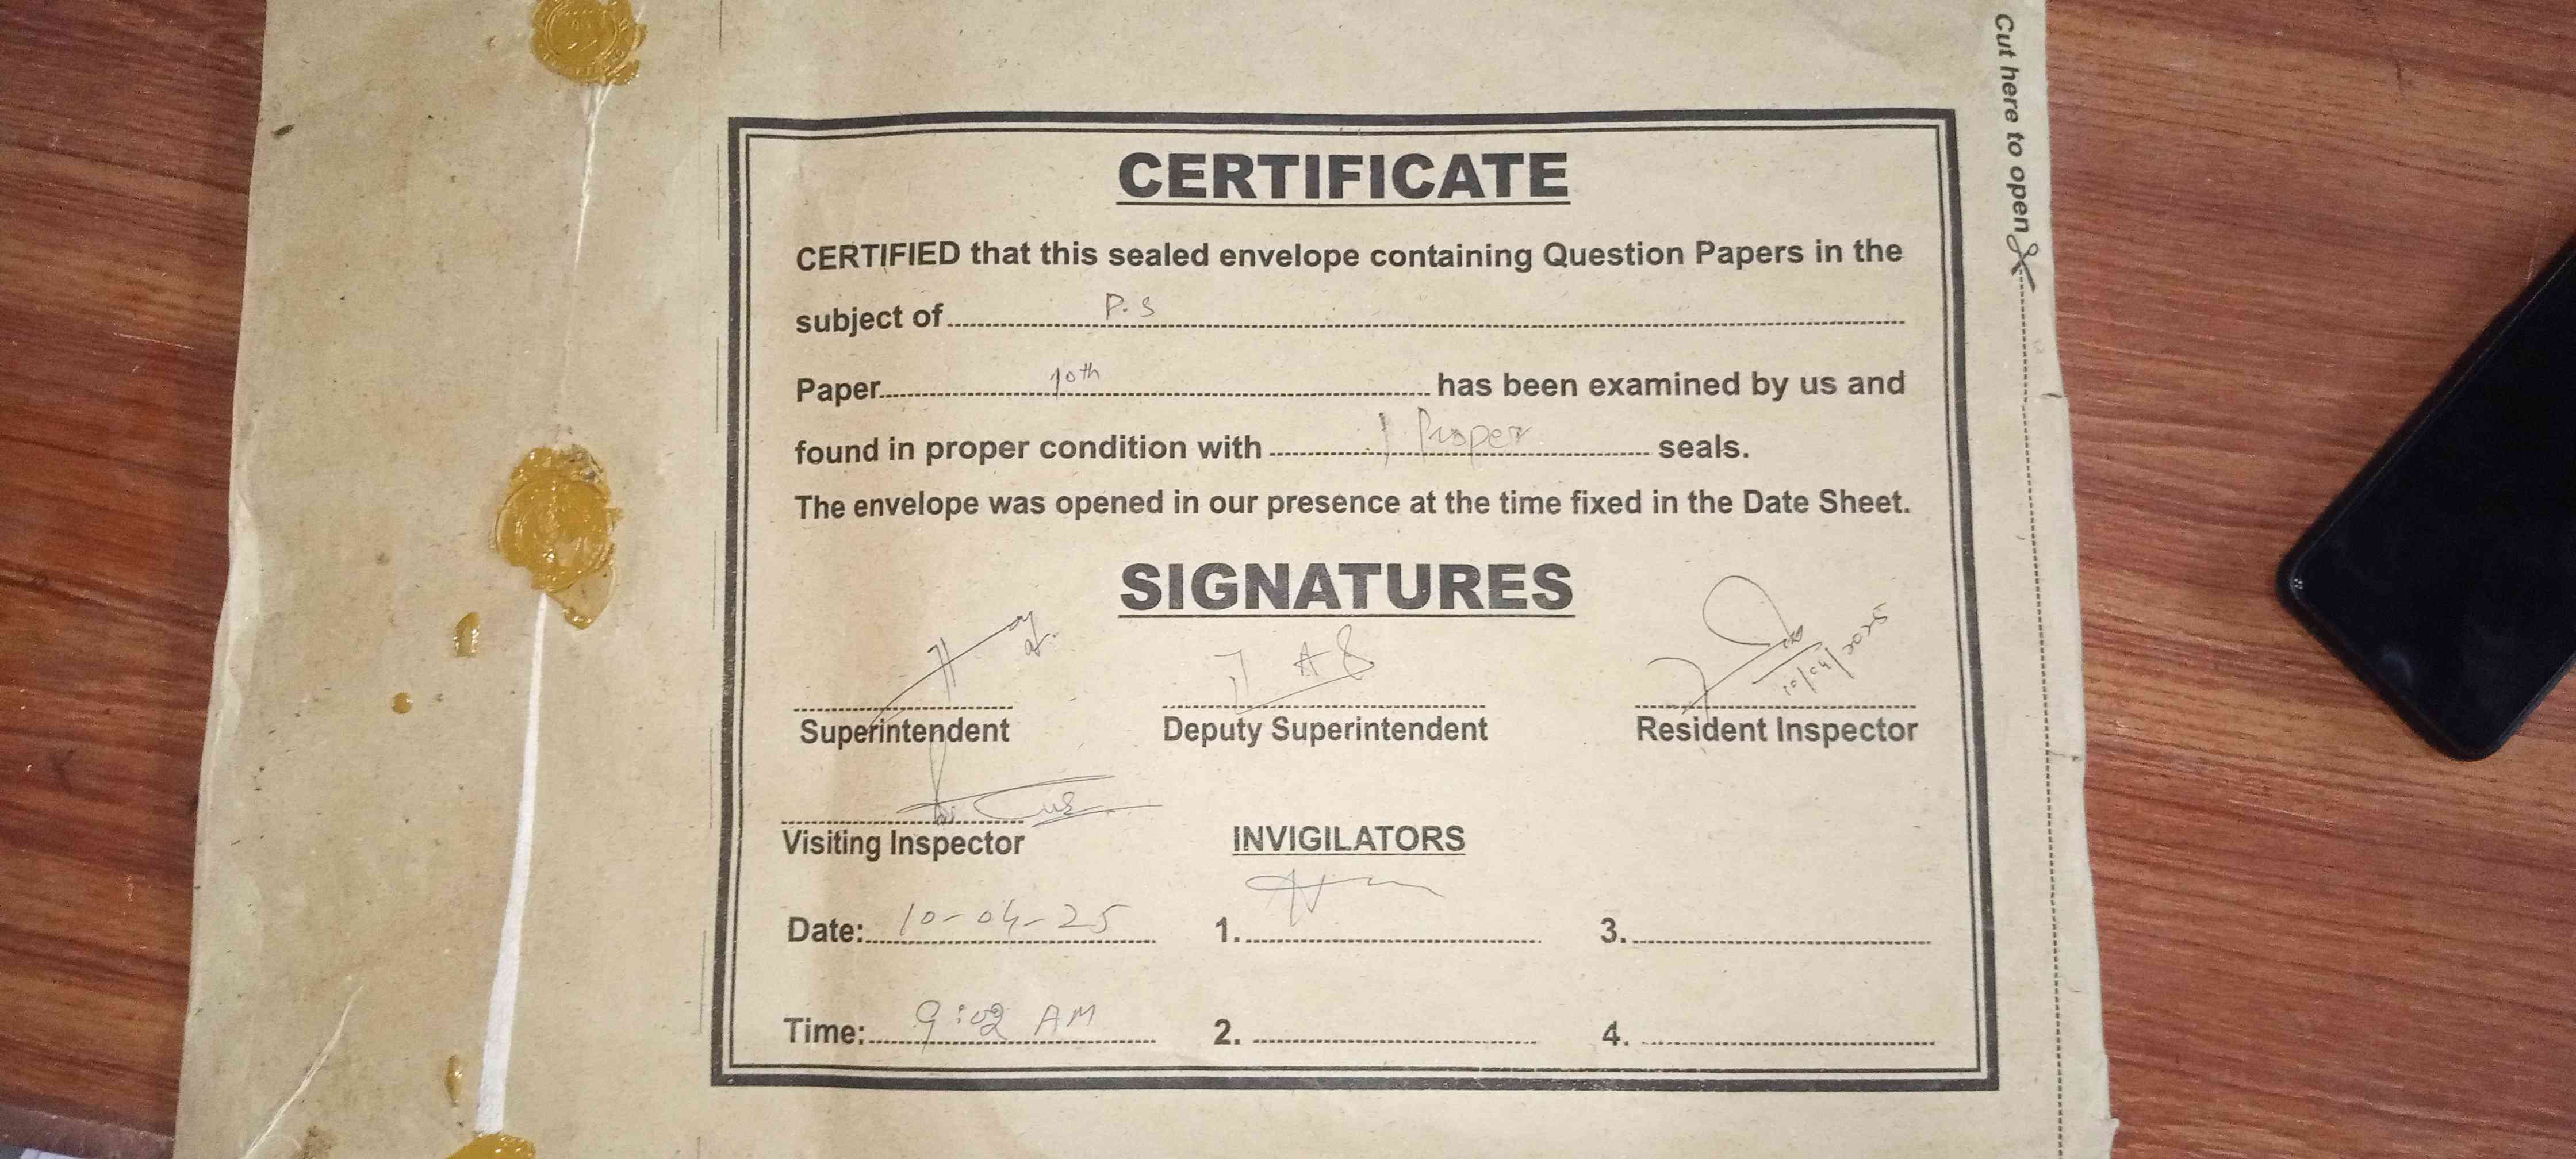 Cut here to open
CERTIFICATE
CERTIFIED that this sealed envelope containing Question Papers in the
subject of P.S
Paper 10th has been examined by us and
found in proper condition with Proper seals.
The envelope was opened in our presence at the time fixed in the Date Sheet.
SIGNATURES
10/04/2025
Superintendent Deputy Superintendent Resident Inspector
Visiting Inspector INVIGILATORS
Date: 10-04-25 1. 3.
Time: 9:02 AM 2. 4.